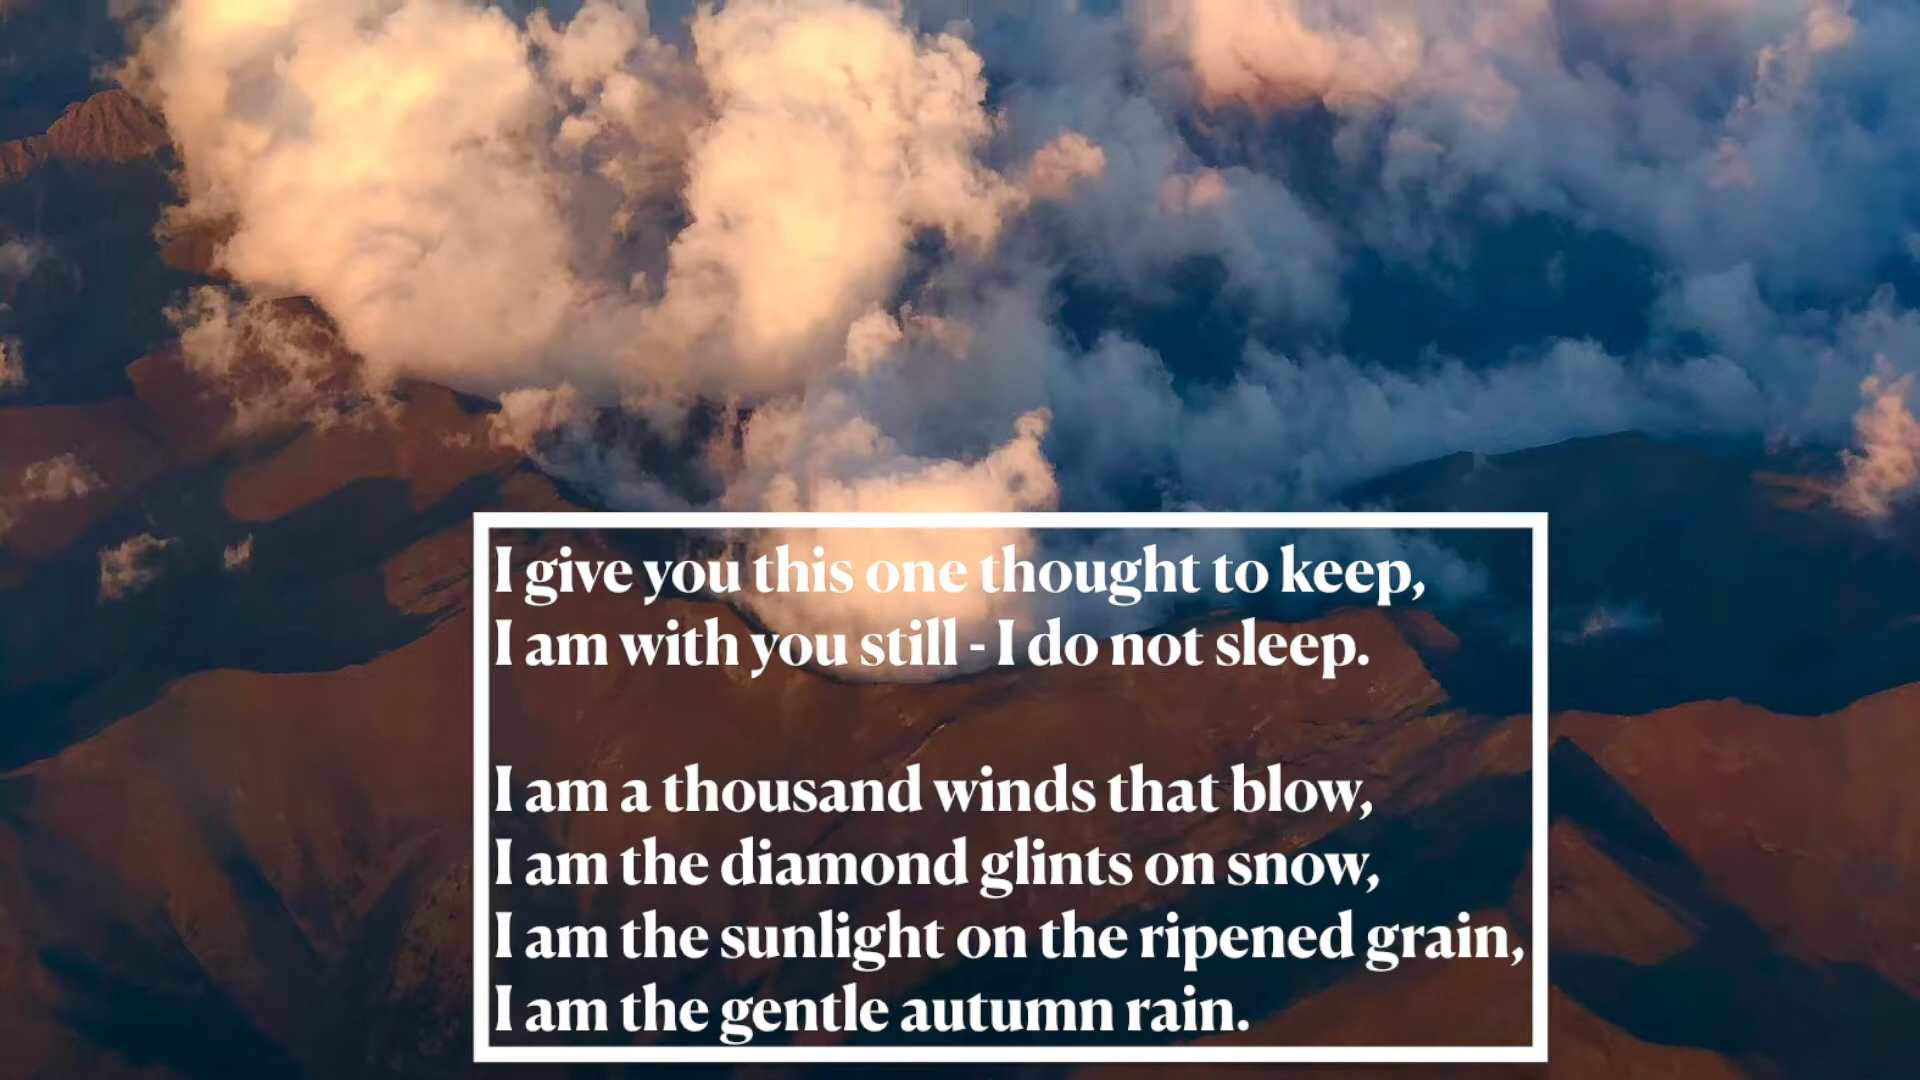 I give you this one thought to keep,
I am with you still - I do not sleep.
I am a thousand winds that blow,
I am the diamond glints on snow,
I am the sunlight on the ripened grain,
I am the gentle autumn rain.